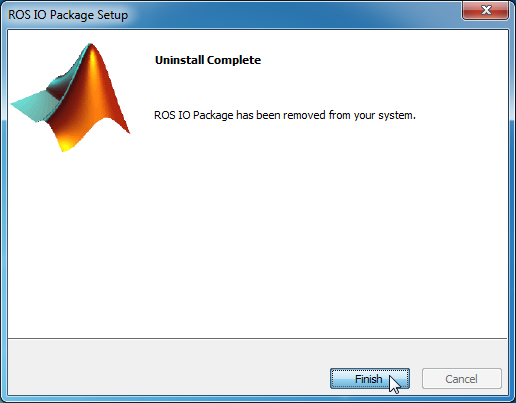 ROS IO Package Setup
Uninstall Complete
ROS IO Package has been removed from your system.
Finish
Cancel